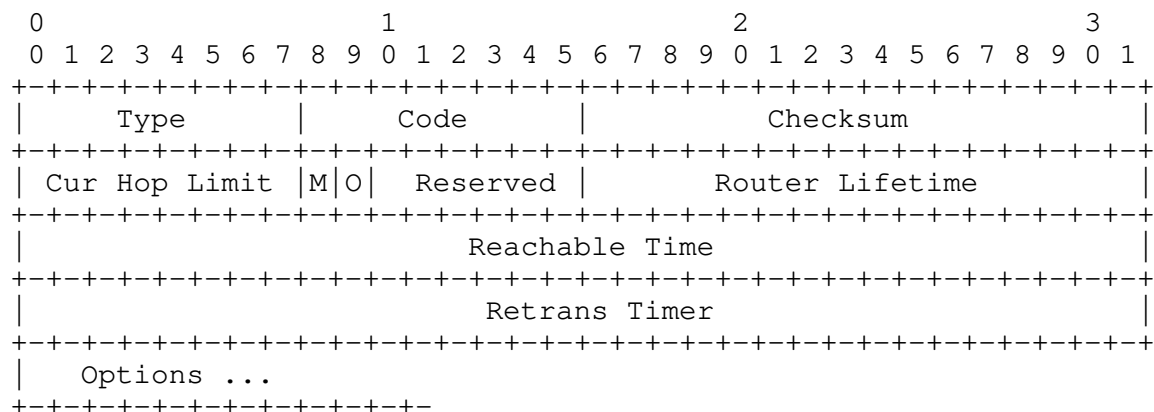 0                   1                   2                   3
 0 1 2 3 4 5 6 7 8 9 0 1 2 3 4 5 6 7 8 9 0 1 2 3 4 5 6 7 8 9 0 1
+-+-+-+-+-+-+-+-+-+-+-+-+-+-+-+-+-+-+-+-+-+-+-+-+-+-+-+-+-+-+-+-+
|     Type      |     Code      |          Checksum             |
+-+-+-+-+-+-+-+-+-+-+-+-+-+-+-+-+-+-+-+-+-+-+-+-+-+-+-+-+-+-+-+-+
| Cur Hop Limit |M|O|  Reserved |       Router Lifetime         |
+-+-+-+-+-+-+-+-+-+-+-+-+-+-+-+-+-+-+-+-+-+-+-+-+-+-+-+-+-+-+-+-+
|                         Reachable Time                        |
+-+-+-+-+-+-+-+-+-+-+-+-+-+-+-+-+-+-+-+-+-+-+-+-+-+-+-+-+-+-+-+-+
|                          Retrans Timer                        |
+-+-+-+-+-+-+-+-+-+-+-+-+-+-+-+-+-+-+-+-+-+-+-+-+-+-+-+-+-+-+-+-+
|   Options ...
+-+-+-+-+-+-+-+-+-+-+-+-